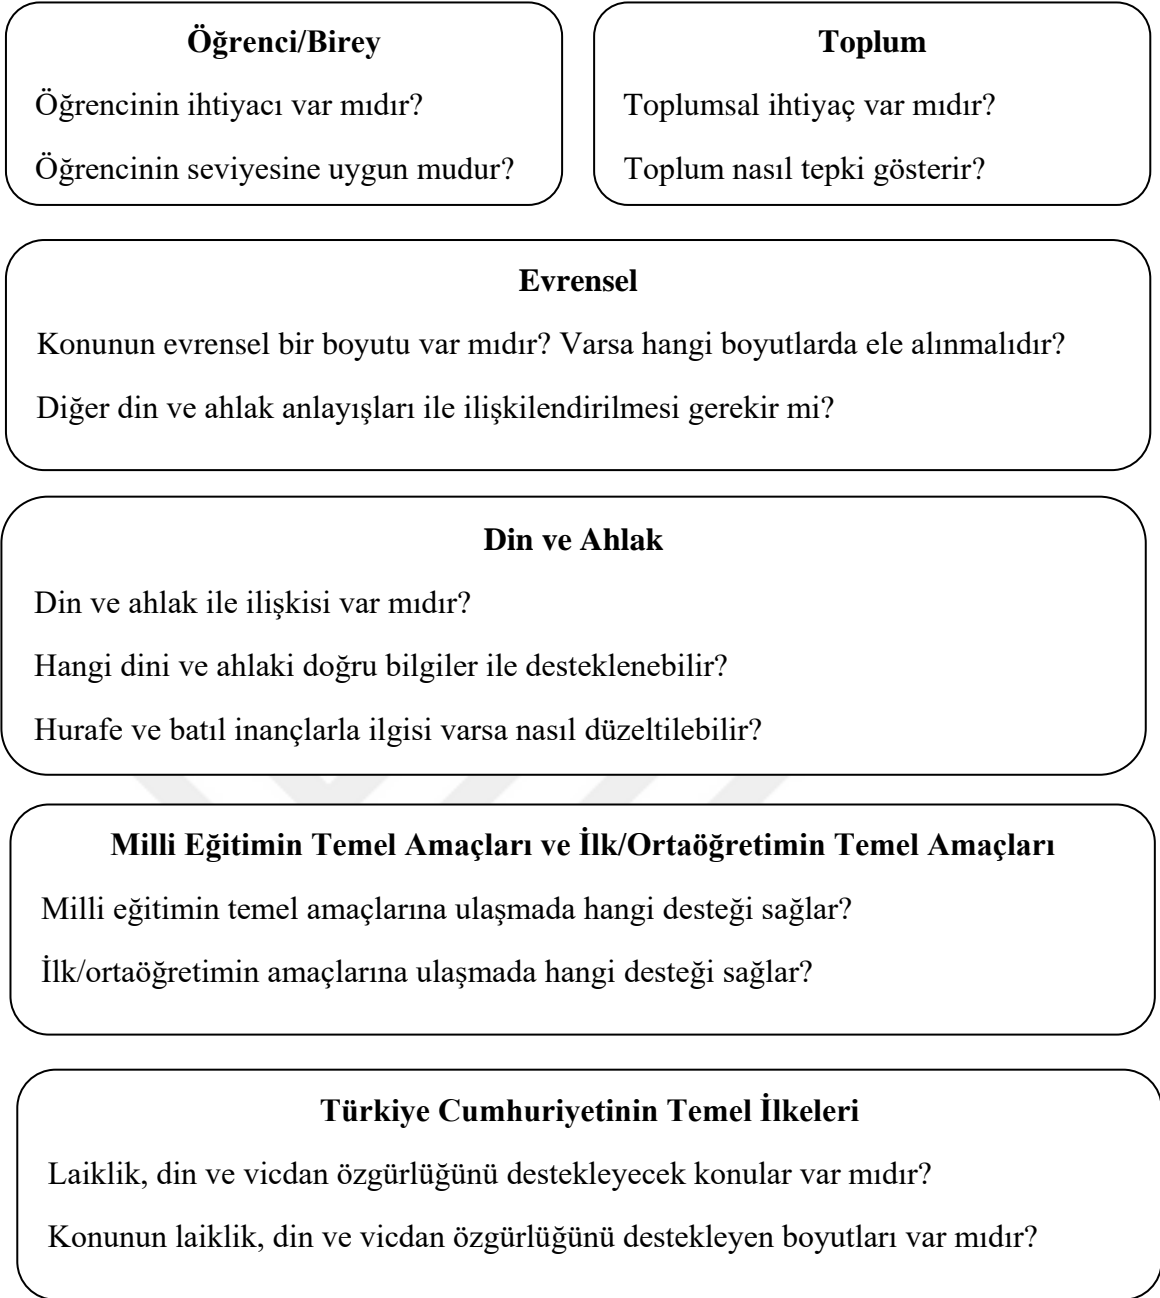 Öğrenci/Birey
Öğrencinin ihtiyacı var mıdır?
Öğrencinin seviyesine uygun mudur?
Toplum
Toplumsal ihtiyaç var mıdır?
Toplum nasıl tepki gösterir?
Evrensel
Konunun evrensel bir boyutu var mıdır? Varsa hangi boyutlarda ele alınmalıdır?
Diğer din ve ahlak anlayışları ile ilişkilendirilmesi gerekir mi?
Din ve Ahlak
Din ve ahlak ile ilişkisi var mıdır?
Hangi dini ve ahlaki doğru bilgiler ile desteklenebilir?
Hurafe ve batıl inançlarla ilgisi varsa nasıl düzeltilebilir?
Milli Eğitimin Temel Amaçları ve İlk/Ortaöğretimin Temel Amaçları
Milli eğitimin temel amaçlarına ulaşmada hangi desteği sağlar?
İlk/ortaöğretimin amaçlarına ulaşmada hangi desteği sağlar?
Türkiye Cumhuriyetinin Temel İlkeleri
Laiklik, din ve vicdan özgürlüğünü destekleyecek konular var mıdır?
Konunun laiklik, din ve vicdan özgürlüğünü destekleyen boyutları var mıdır?